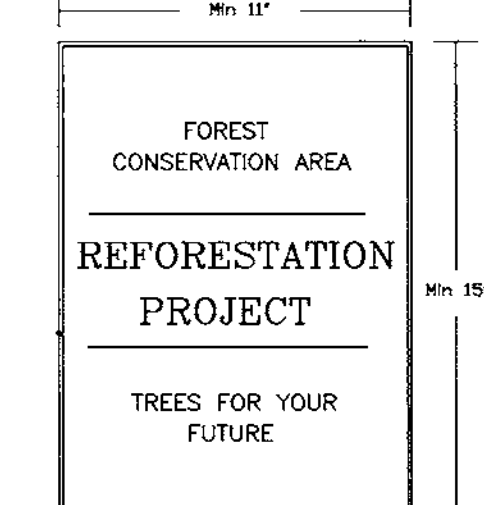 Min 11"
FOREST
CONSERVATION AREA
REFORESTATION
PROJECT
Min 15
TREES FOR YOUR
FUTURE